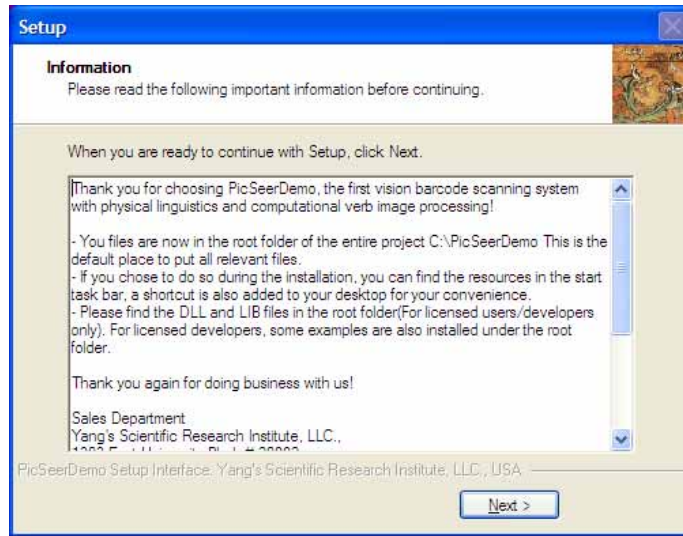 Setup
Information
Please read the following important information before continuing.
When you are ready to continue with Setup, click Next.
Thank you for choosing PicSeerDemo, the first vision barcode scanning system
with physical linguistics and computational verb image processing!
- You files are now in the root folder of the entire project C:\PicSeerDemo This is the
default place to put all relevant files.
- If you chose to do so during the installation, you can find the resources in the start
task bar, a shortcut is also added to your desktop for your convenience.
- Please find the DLL and LIB files in the root folder(For licensed users/developers
only). For licensed developers, some examples are also installed under the root
folder.
Thank you again for doing business with us!
Sales Department
Yang's Scientific Research Institute, LLC.,
PicSeerDemo Setup Interface. Yang's Scientific Research Institute, LLC., USA
Next >